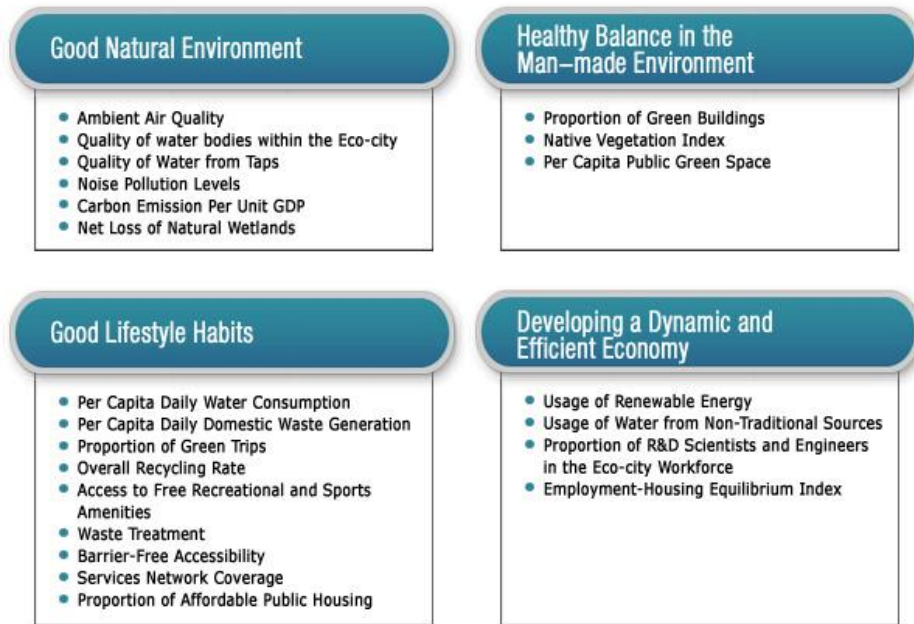 Good Natural Environment
• Ambient Air Quality
• Quality of water bodies within the Eco-city
• Quality of Water from Taps
• Noise Pollution Levels
• Carbon Emission Per Unit GDP
• Net Loss of Natural Wetlands
Healthy Balance in the
Man-made Environment
• Proportion of Green Buildings
• Native Vegetation Index
• Per Capita Public Green Space
Good Lifestyle Habits
• Per Capita Daily Water Consumption
• Per Capita Daily Domestic Waste Generation
• Proportion of Green Trips
• Overall Recycling Rate
• Access to Free Recreational and Sports
Amenities
• Waste Treatment
• Barrier-Free Accessibility
• Services Network Coverage
• Proportion of Affordable Public Housing
Developing a Dynamic and
Efficient Economy
• Usage of Renewable Energy
• Usage of Water from Non-Traditional Sources
• Proportion of R&D Scientists and Engineers
in the Eco-city Workforce
• Employment-Housing Equilibrium Index